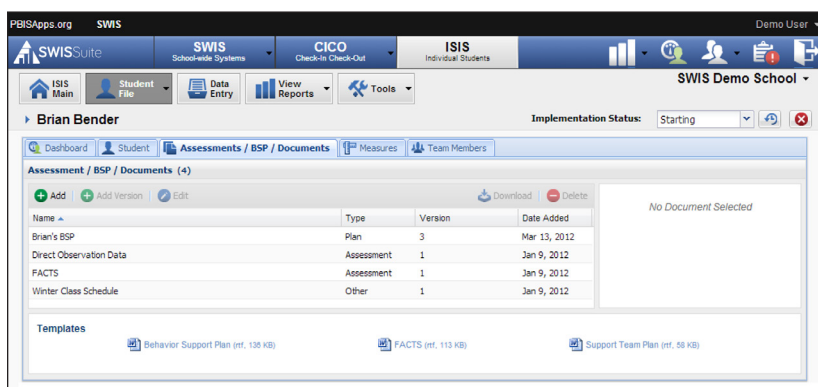 PBISApps.org SWIS Demo User
SWISSuite SWIS School-wide Systems CICO Check-In Check-Out ISIS Individual Students
ISIS Main Student File Data Entry View Reports Tools SWIS Demo School
Brian Bender Implementation Status: Starting
Dashboard Student Assessments / BSP / Documents Measures Team Members
Assessment / BSP / Documents (4)
Add Add Version Edit Download Delete
No Document Selected
Name Type Version Date Added
Brian's BSP Plan 3 Mar 13, 2012
Direct Observation Data Assessment 1 Jan 9, 2012
FACTS Assessment 1 Jan 9, 2012
Winter Class Schedule Other 1 Jan 9, 2012
Templates
Behavior Support Plan (rtf, 138 KB) FACTS (rtf, 113 KB) Support Team Plan (rtf, 58 KB)